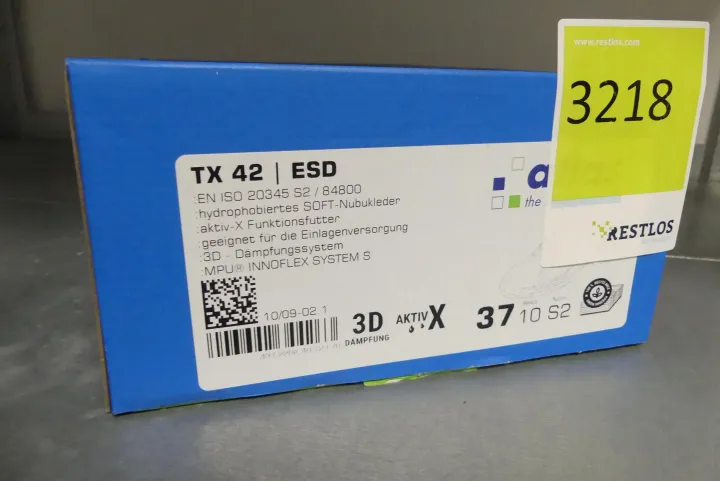 www.restlos.com
3218
RESTLOS
TX 42 | ESD
:EN ISO 20345 S2 / 84800
:hydrophobiertes SOFT-Nubukleder
:aktiv-X Funktionsfutter
:geeignet für die Einlagenversorgung
:3D - Dämpfungssystem
:MPU® INNOFLEX SYSTEM S
the
10/09-02 1
3D
DÄMPFUNG
AKTIV X
37 10 S2